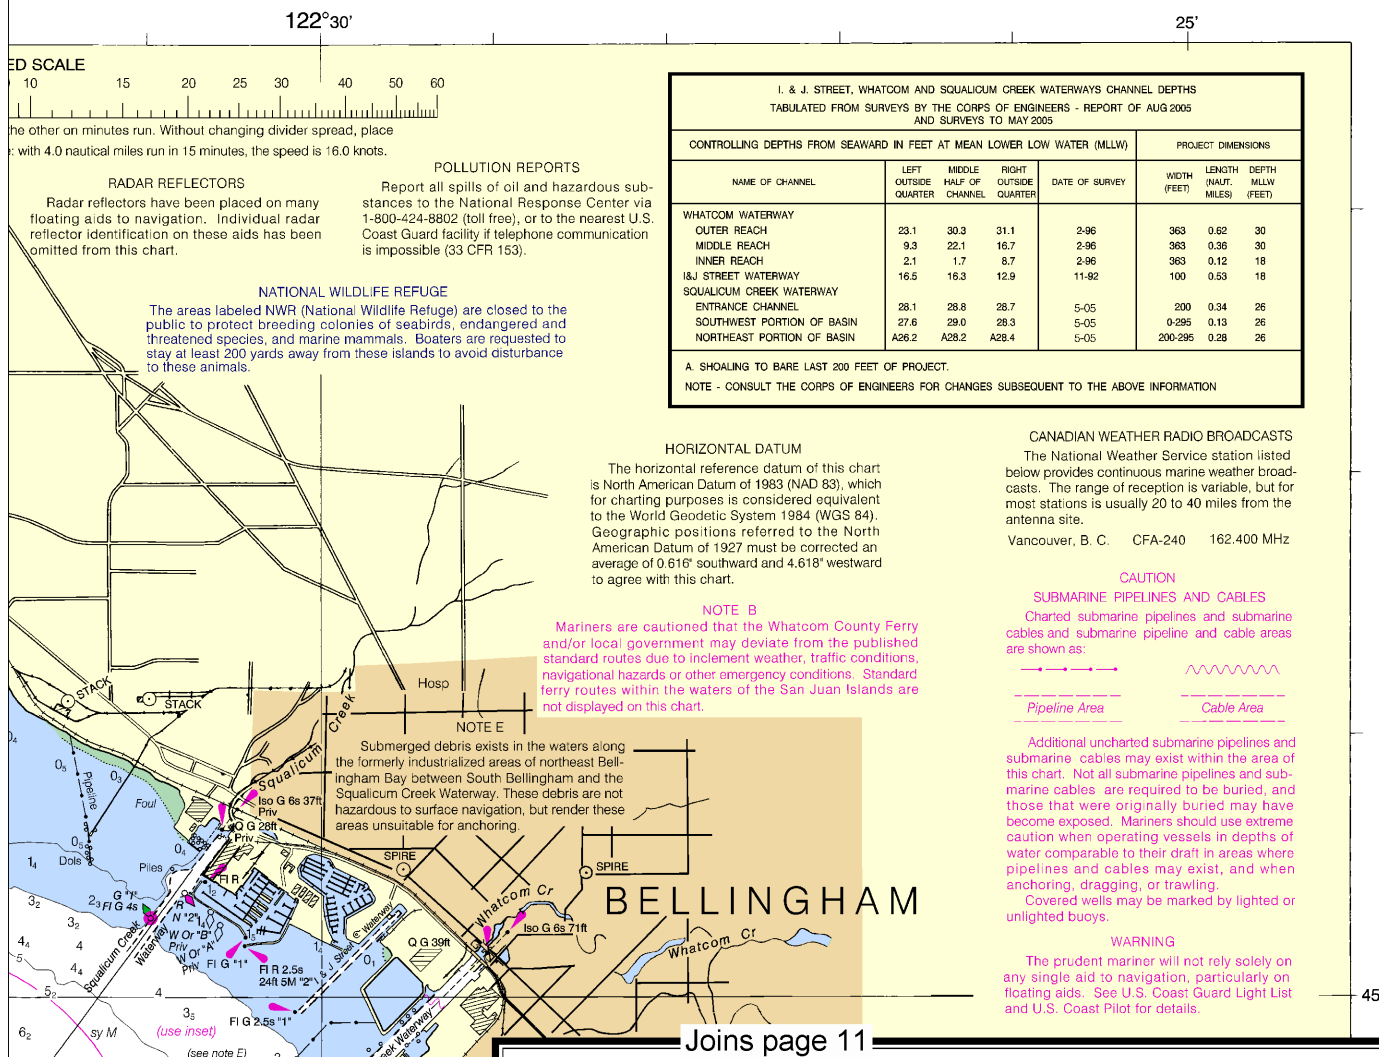 122°30'
25'
ED SCALE
10 15 20 25 30 40 50 60
the other on minutes run. Without changing divider spread, place
: with 4.0 nautical miles run in 15 minutes, the speed is 16.0 knots.
RADAR REFLECTORS
Radar reflectors have been placed on many
floating aids to navigation. Individual radar
reflector identification on these aids has been
omitted from this chart.
POLLUTION REPORTS
Report all spills of oil and hazardous sub-
stances to the National Response Center via
1-800-424-8802 (toll free), or to the nearest U.S.
Coast Guard facility if telephone communication
is impossible (33 CFR 153).
NATIONAL WILDLIFE REFUGE
The areas labeled NWR (National Wildlife Refuge) are closed to the
public to protect breeding colonies of seabirds, endangered and
threatened species, and marine mammals. Boaters are requested to
stay at least 200 yards away from these islands to avoid disturbance
to these animals.
I. & J. STREET, WHATCOM AND SQUALICUM CREEK WATERWAYS CHANNEL DEPTHS
TABULATED FROM SURVEYS BY THE CORPS OF ENGINEERS - REPORT OF AUG 2005
AND SURVEYS TO MAY 2005
CONTROLLING DEPTHS FROM SEAWARD IN FEET AT MEAN LOWER LOW WATER (MLLW) PROJECT DIMENSIONS
NAME OF CHANNEL
LEFT OUTSIDE QUARTER
MIDDLE HALF OF CHANNEL
RIGHT OUTSIDE QUARTER
DATE OF SURVEY
WIDTH (FEET)
LENGTH (NAUT. MILES)
DEPTH MLLW (FEET)
WHATCOM WATERWAY
OUTER REACH 23.1 30.3 31.1 2-96 363 0.62 30
MIDDLE REACH 9.3 22.1 16.7 2-96 363 0.36 30
INNER REACH 2.1 1.7 8.7 2-96 363 0.12 18
I&J STREET WATERWAY 16.5 16.3 12.9 11-92 100 0.53 18
SQUALICUM CREEK WATERWAY
ENTRANCE CHANNEL 28.1 28.8 28.7 5-05 200 0.34 26
SOUTHWEST PORTION OF BASIN 27.6 29.0 28.3 5-05 0-295 0.13 26
NORTHEAST PORTION OF BASIN A26.2 A28.2 A28.4 5-05 200-295 0.28 26
A. SHOALING TO BARE LAST 200 FEET OF PROJECT.
NOTE - CONSULT THE CORPS OF ENGINEERS FOR CHANGES SUBSEQUENT TO THE ABOVE INFORMATION
HORIZONTAL DATUM
The horizontal reference datum of this chart
is North American Datum of 1983 (NAD 83), which
for charting purposes is considered equivalent
to the World Geodetic System 1984 (WGS 84).
Geographic positions referred to the North
American Datum of 1927 must be corrected an
average of 0.616" southward and 4.618" westward
to agree with this chart.
CANADIAN WEATHER RADIO BROADCASTS
The National Weather Service station listed
below provides continuous marine weather broad-
casts. The range of reception is variable, but for
most stations is usually 20 to 40 miles from the
antenna site.
Vancouver, B. C. CFA-240 162.400 MHz
NOTE B
Mariners are cautioned that the Whatcom County Ferry
and/or local government may deviate from the published
standard routes due to inclement weather, traffic conditions,
navigational hazards or other emergency conditions. Standard
ferry routes within the waters of the San Juan Islands are
not displayed on this chart.
CAUTION
SUBMARINE PIPELINES AND CABLES
Charted submarine pipelines and submarine
cables and submarine pipeline and cable areas
are shown as:
Pipeline Area
Cable Area
Additional uncharted submarine pipelines and
submarine cables may exist within the area of
this chart. Not all submarine pipelines and sub-
marine cables are required to be buried, and
those that were originally buried may have
become exposed. Mariners should use extreme
caution when operating vessels in depths of
water comparable to their draft in areas where
pipelines and cables may exist, and when
anchoring, dragging, or trawling.
Covered wells may be marked by lighted or
unlighted buoys.
WARNING
The prudent mariner will not rely solely on
any single aid to navigation, particularly on
floating aids. See U.S. Coast Guard Light List
and U.S. Coast Pilot for details.
45
STACK
STACK
Hosp
NOTE E
Submerged debris exists in the waters along
the formerly industrialized areas of northeast Bell-
ingham Bay between South Bellingham and the
Squalicum Creek Waterway. These debris are not
hazardous to surface navigation, but render these
areas unsuitable for anchoring.
Squalicum Creek
Iso G 6s 37ft
Priv
Q G 28ft
Priv
SPIRE
SPIRE
BELLINGHAM
Whatcom Cr
Whatcom Cr
Iso G 6s 71ft
Q G 39ft
Pipeline
Foul
Dols
Piles
Fl R
G "1"
Fl G 4s
"R
N "2"
W Or "B"
Priv
W Or "A"
Priv
Fl G "1"
Fl R 2.5s
24ft 5M "2"
Fl G 2.5s "1"
Squalicum Creek
Waterway
I & J Street Waterway
eek Waterway
0₄
0₅
0₃
0₅
0₄
1₄
3₂
2₃
3₂
4₄
4
5
4₄
5₂
4
3₅
6₂
0₁
2
sy M
(use inset)
(see note E)
Joins page 11